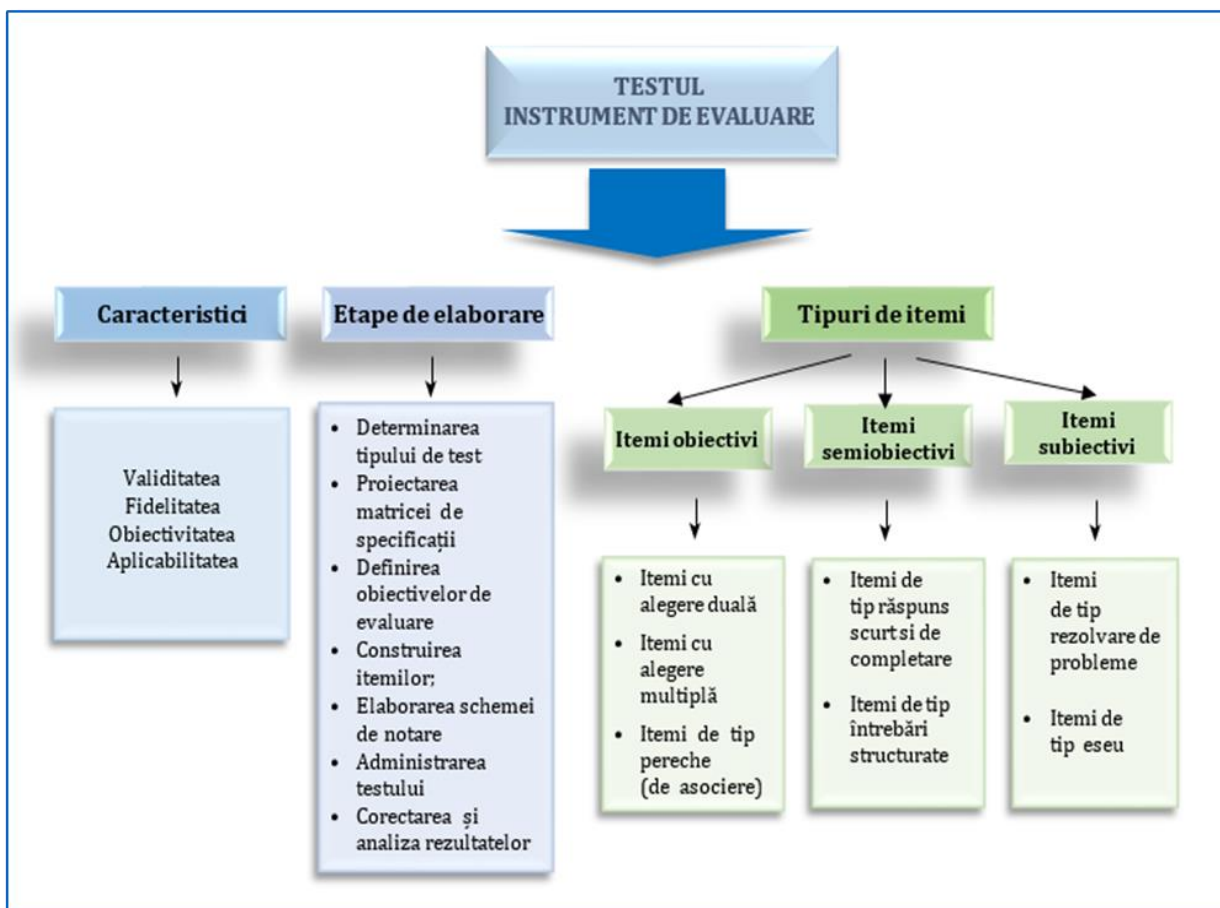 TESTUL
INSTRUMENT DE EVALUARE
Caracteristici
Validitatea
Fidelitatea
Obiectivitatea
Aplicabilitatea
Etape de elaborare
• Determinarea
tipului de test
• Proiectarea
matricei de
specificații
• Definirea
obiectivelor de
evaluare
• Construirea
itemilor;
• Elaborarea schemei
de notare
• Administrarea
testului
• Corectarea și
analiza rezultatelor
Tipuri de itemi
Itemi obiectivi
• Itemi cu
alegere duală
• Itemi cu
alegere
multiplă
• Itemi de tip
pereche
(de asociere)
Itemi
semiobiectivi
• Itemi de
tip răspuns
scurt si de
completare
• Itemi de tip
întrebări
structurate
Itemi
subiectivi
• Itemi
de tip
rezolvare de
probleme
• Itemi de
tip eseu